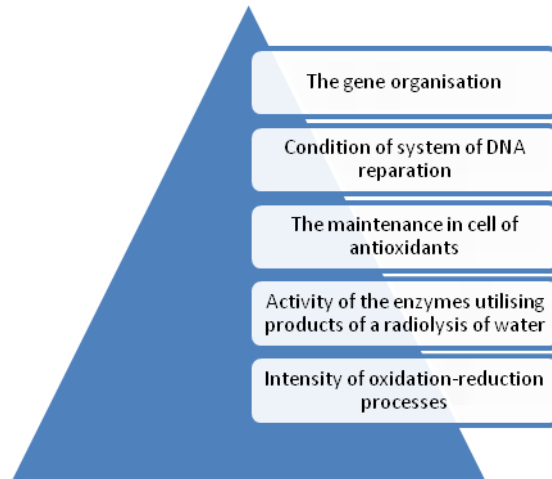 The gene organisation
Condition of system of DNA
reparation
The maintenance in cell of
antioxidants
Activity of the enzymes utilising
products of a radiolysis of water
Intensity of oxidation-reduction
processes